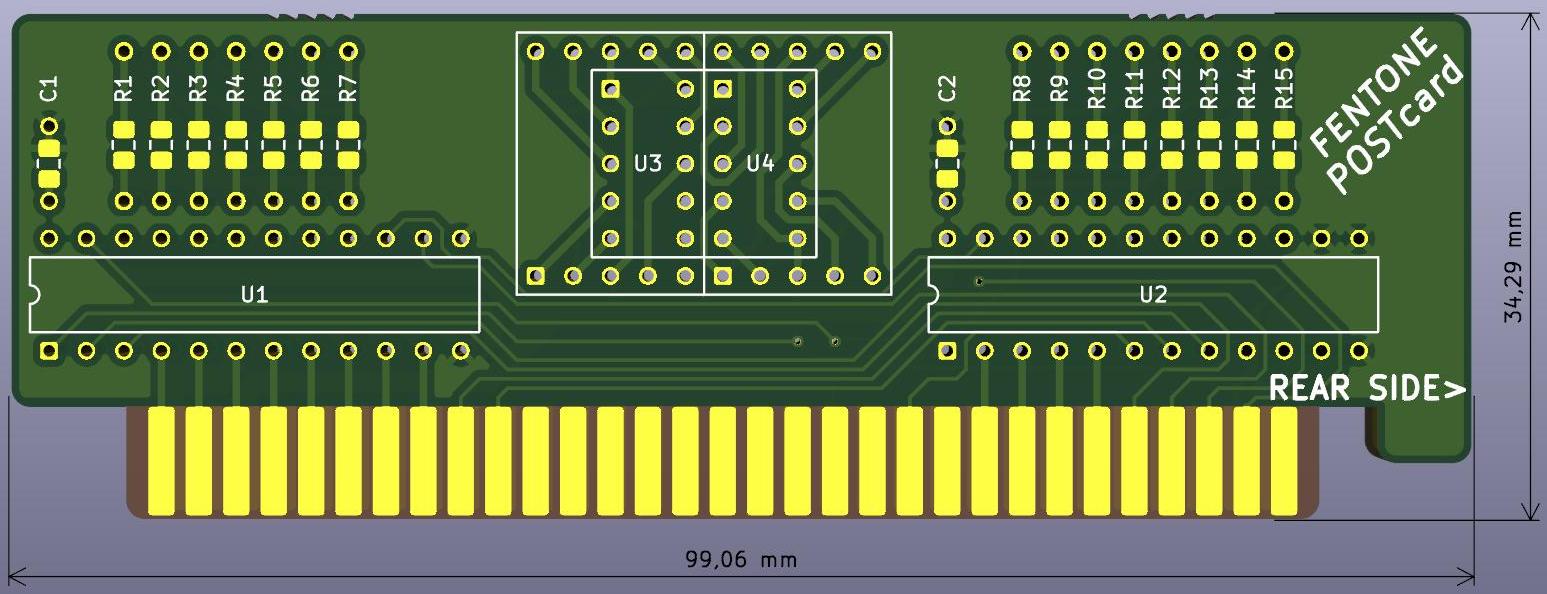 C1
R1
R2
R3
R4
R5
R6
R7
U3
U4
C2
R8
R9
R10
R11
R12
R13
R14
R15
FENTONE
POSTcard
U1
U2
34,29 mm
REAR SIDE>
99,06 mm